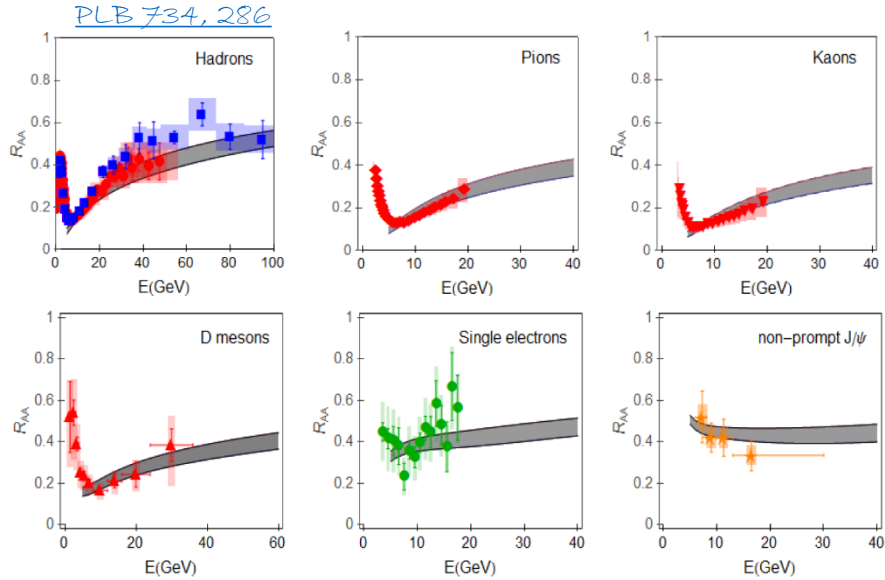 PLB 734, 286
Hadrons
R_AA
1
0.8
0.6
0.4
0.2
0
0 20 40 60 80 100
E(GeV)
Pions
R_AA
1
0.8
0.6
0.4
0.2
0
0 10 20 30 40
E(GeV)
Kaons
R_AA
1
0.8
0.6
0.4
0.2
0
0 10 20 30 40
E(GeV)
D mesons
R_AA
1
0.8
0.6
0.4
0.2
0
0 10 20 30 40 50 60
E(GeV)
Single electrons
R_AA
1
0.8
0.6
0.4
0.2
0
0 10 20 30 40
E(GeV)
non-prompt J/ψ
R_AA
1
0.8
0.6
0.4
0.2
0
0 10 20 30 40
E(GeV)